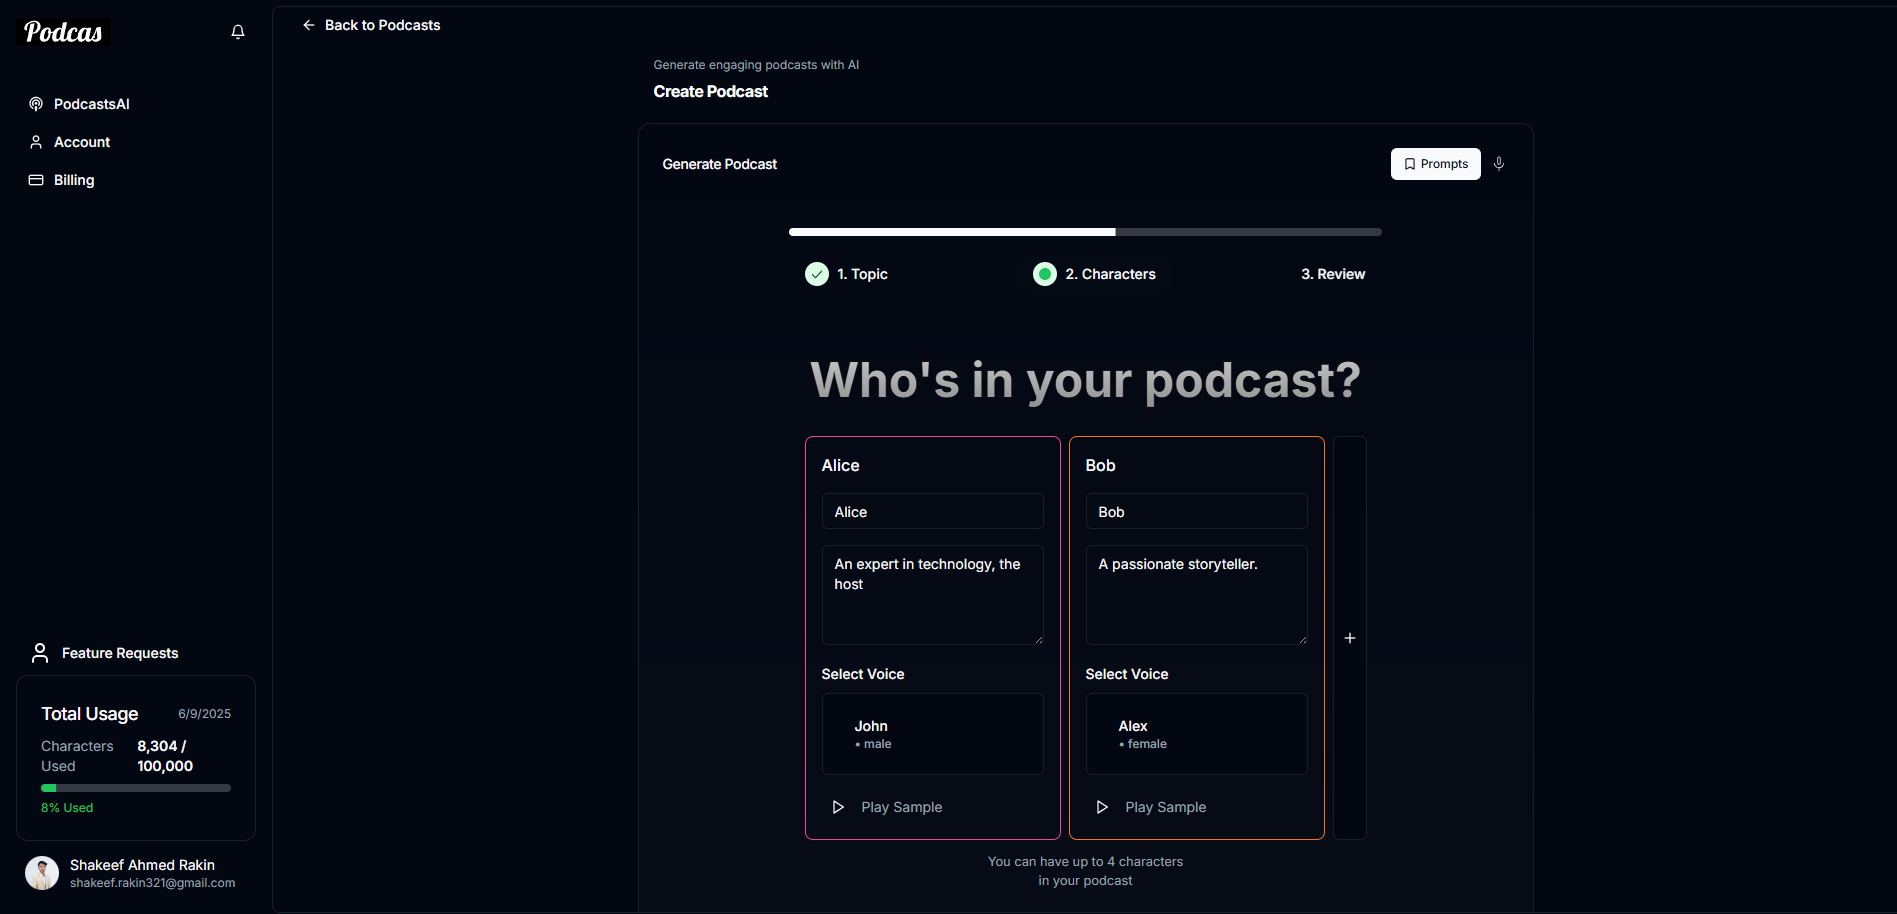 Podcas
PodcastsAI
Account
Billing
Feature Requests
Total Usage
6/9/2025
Characters Used
8,304 / 100,000
8% Used
Shakeef Ahmed Rakin
shakeef.rakin321@gmail.com
Back to Podcasts
Generate engaging podcasts with AI
Create Podcast
Generate Podcast
Prompts
1. Topic
2. Characters
3. Review
Who's in your podcast?
Alice
Alice
An expert in technology, the
host
Select Voice
John
• male
Play Sample
Bob
Bob
A passionate storyteller.
Select Voice
Alex
• female
Play Sample
+
You can have up to 4 characters
in your podcast